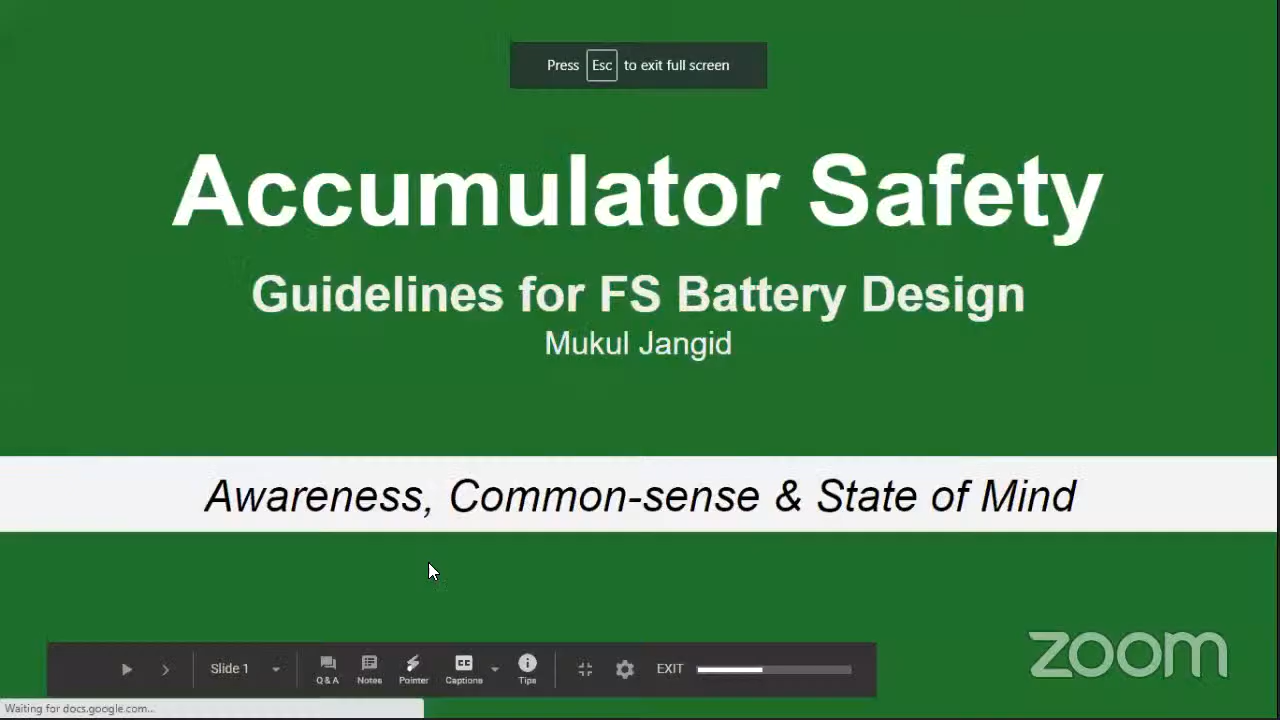 Press Esc to exit full screen
Accumulator Safety
Guidelines for FS Battery Design
Mukul Jangid
Awareness, Common-sense & State of Mind
zoom
Slide 1
Q&A
Notes
Pointer
CC
Captions
Tips
EXIT
Waiting for docs.google.com...